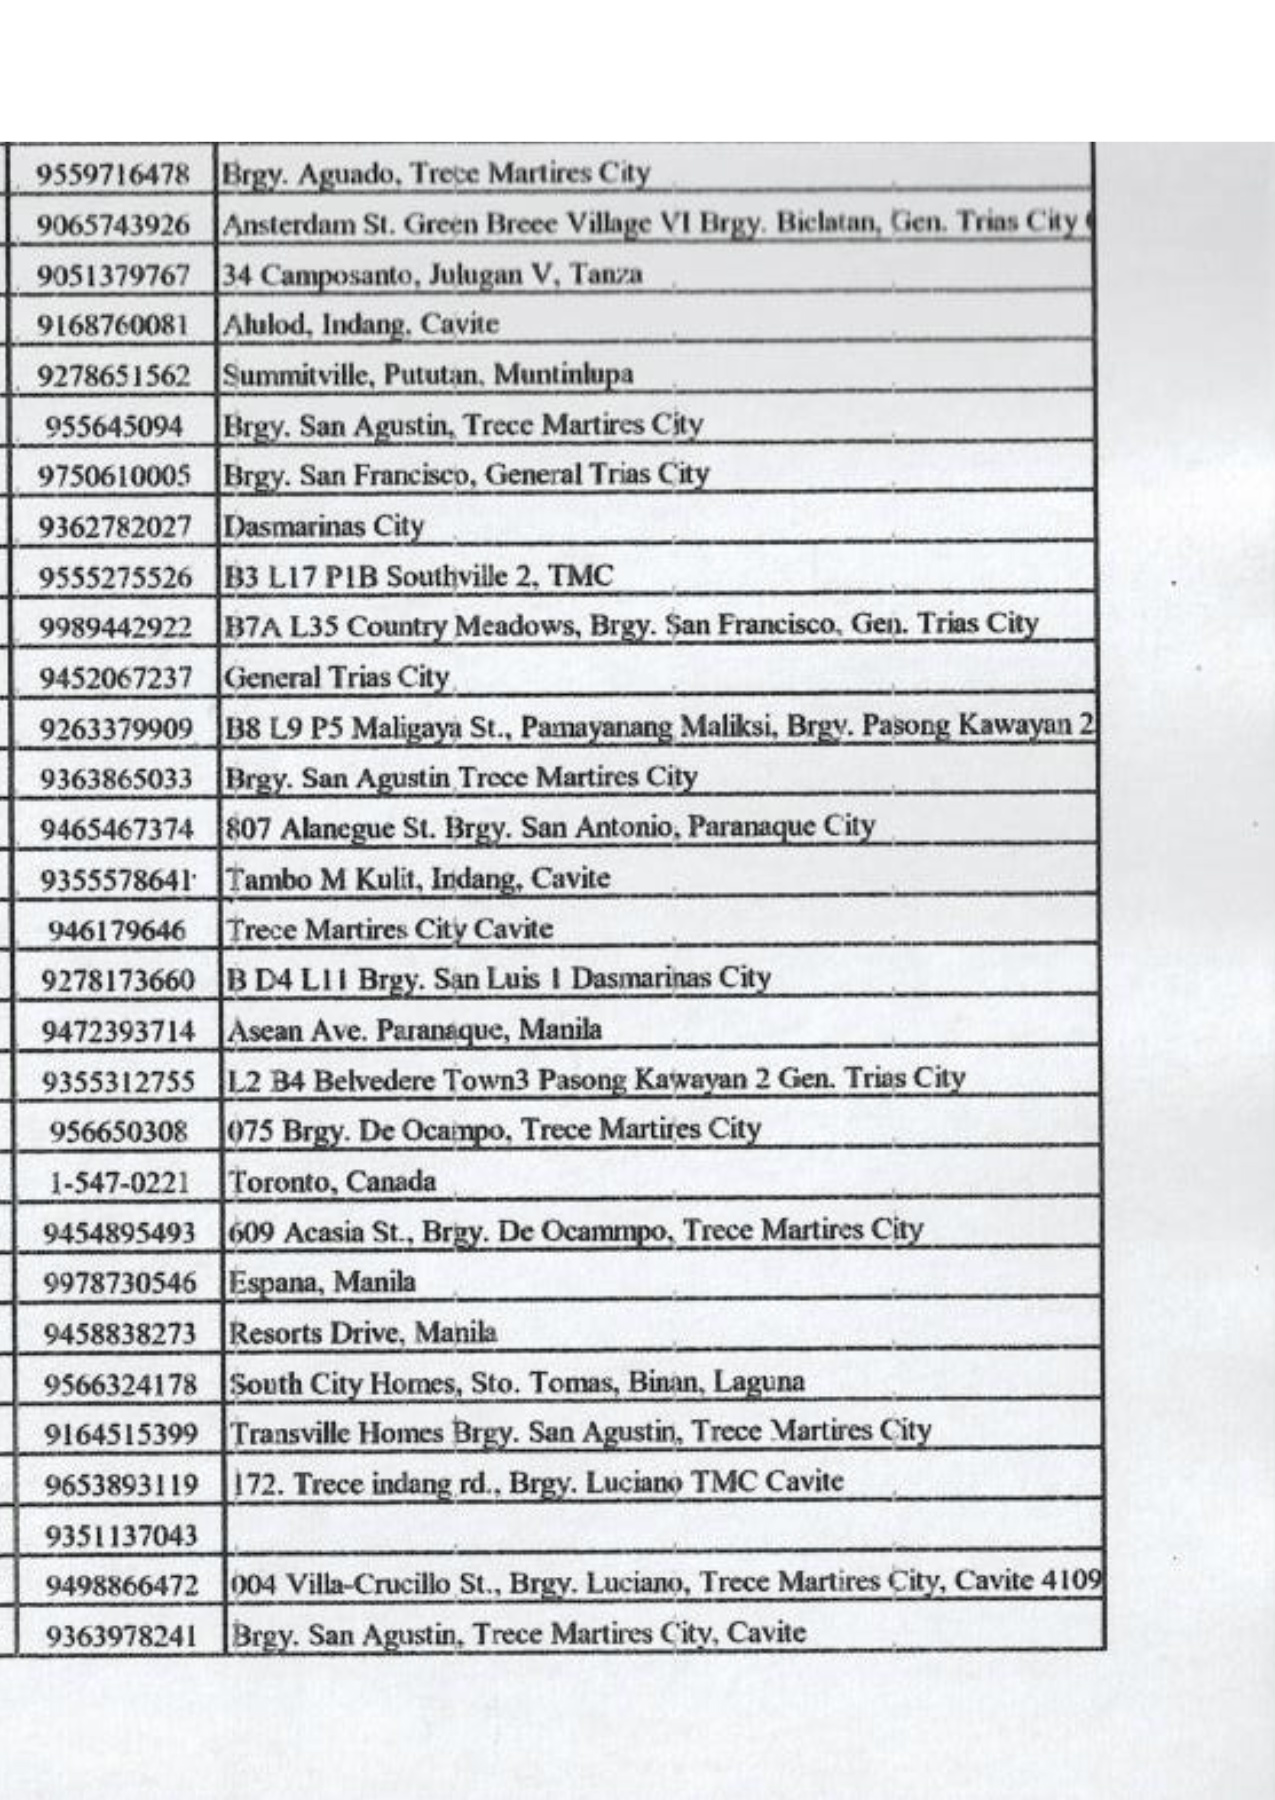 9559716478 Brgy. Aguado, Trece Martires City
9065743926 Ansterdam St. Green Breee Village VI Brgy. Biclatan, Gen. Trias City
9051379767 34 Camposanto, Julugan V, Tanza
9168760081 Alulod, Indang, Cavite
9278651562 Summitville, Pututan, Muntinlupa
955645094 Brgy. San Agustin, Trece Martires City
9750610005 Brgy. San Francisco, General Trias City
9362782027 Dasmarinas City
9555275526 B3 L17 P1B Southville 2, TMC
9989442922 B7A L35 Country Meadows, Brgy. San Francisco, Gen. Trias City
9452067237 General Trias City
9263379909 B8 L9 P5 Maligaya St., Pamayanang Maliksi, Brgy. Pasong Kawayan 2
9363865033 Brgy. San Agustin Trece Martires City
9465467374 807 Alanegue St. Brgy. San Antonio, Paranaque City
9355578641 Tambo M Kulit, Indang, Cavite
946179646 Trece Martires City Cavite
9278173660 B D4 L11 Brgy. San Luis 1 Dasmarinas City
9472393714 Asean Ave. Paranaque, Manila
9355312755 L2 B4 Belvedere Town3 Pasong Kawayan 2 Gen. Trias City
956650308 075 Brgy. De Ocampo, Trece Martires City
1-547-0221 Toronto, Canada
9454895493 609 Acasia St., Brgy. De Ocammpo, Trece Martires City
9978730546 Espana, Manila
9458838273 Resorts Drive, Manila
9566324178 South City Homes, Sto. Tomas, Binan, Laguna
9164515399 Transville Homes Brgy. San Agustin, Trece Martires City
9653893119 172. Trece indang rd., Brgy. Luciano TMC Cavite
9351137043
9498866472 004 Villa-Crucillo St., Brgy. Luciano, Trece Martires City, Cavite 4109
9363978241 Brgy. San Agustin, Trece Martires City, Cavite